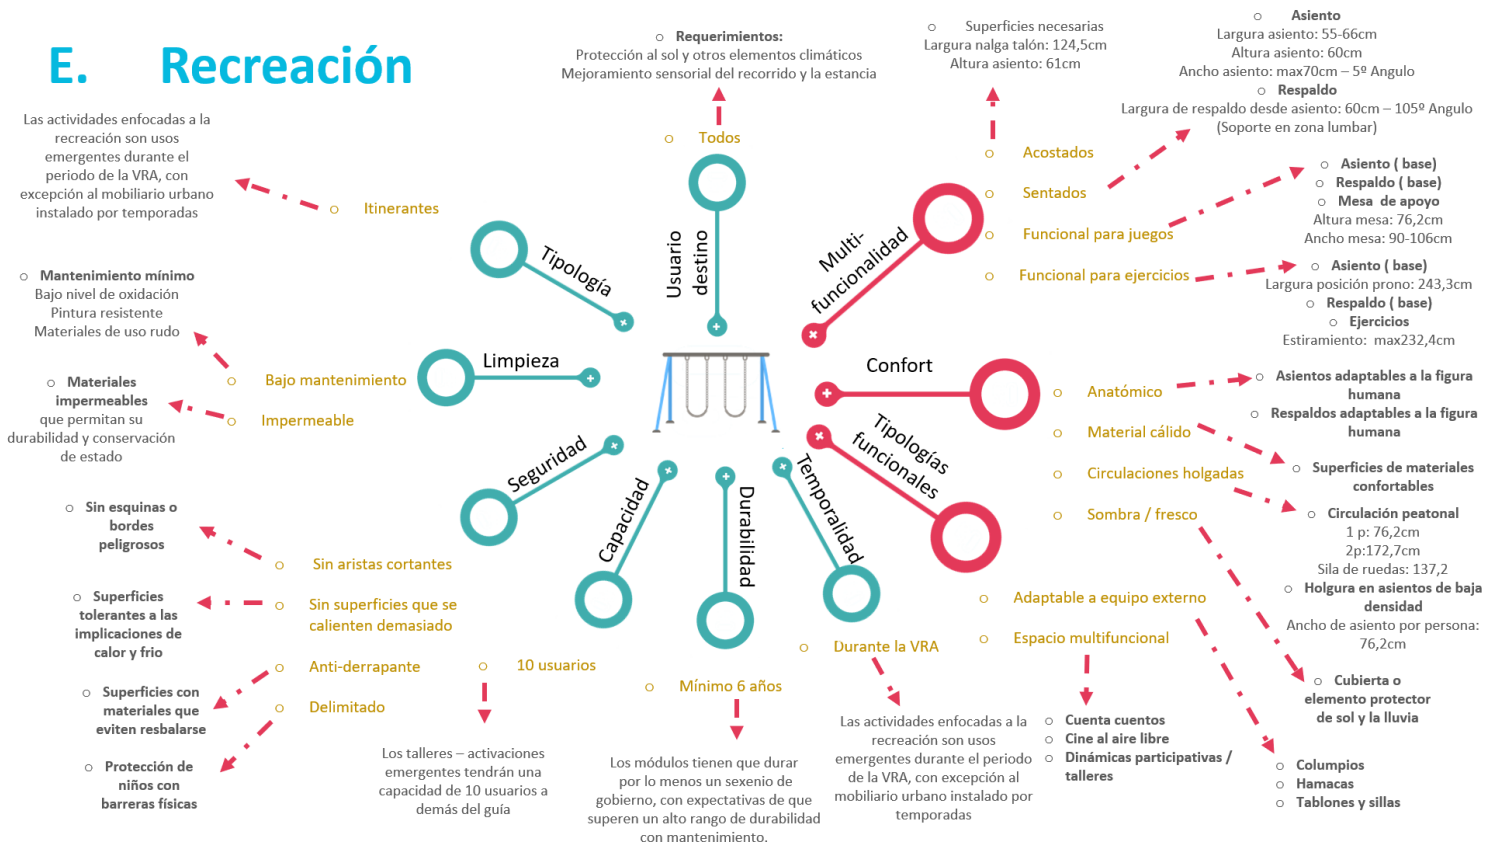 E. Recreación
Las actividades enfocadas a la
recreación son usos
emergentes durante el
periodo de la VRA, con
excepción al mobiliario urbano
instalado por temporadas
○ Itinerantes
Tipología
○ Requerimientos:
Protección al sol y otros elementos climáticos
Mejoramiento sensorial del recorrido y la estancia
○ Todos
Usuario
destino
○ Superficies necesarias
Largura nalga talón: 124,5cm
Altura asiento: 61cm
○ Asiento
Largura asiento: 55-66cm
Altura asiento: 60cm
Ancho asiento: max70cm – 5º Angulo
○ Respaldo
Largura de respaldo desde asiento: 60cm – 105º Angulo
(Soporte en zona lumbar)
Multi-
funcionalidad
○ Acostados
○ Sentados
○ Funcional para juegos
○ Funcional para ejercicios
○ Asiento ( base)
○ Respaldo ( base)
○ Mesa de apoyo
Altura mesa: 76,2cm
Ancho mesa: 90-106cm
○ Asiento ( base)
Largura posición prono: 243,3cm
○ Respaldo ( base)
○ Ejercicios
Estiramiento: max232,4cm
○ Mantenimiento mínimo
Bajo nivel de oxidación
Pintura resistente
Materiales de uso rudo
○ Materiales
impermeables
que permitan su
durabilidad y conservación
de estado
○ Bajo mantenimiento
○ Impermeable
Limpieza
Confort
○ Anatómico
○ Material cálido
○ Circulaciones holgadas
○ Sombra / fresco
○ Asientos adaptables a la figura
humana
○ Respaldos adaptables a la figura
humana
○ Superficies de materiales
confortables
○ Circulación peatonal
1 p: 76,2cm
2p:172,7cm
Sila de ruedas: 137,2
○ Holgura en asientos de baja
densidad
Ancho de asiento por persona:
76,2cm
○ Cubierta o
elemento protector
de sol y la lluvia
Seguridad
○ Sin esquinas o
bordes
peligrosos
○ Superficies
tolerantes a las
implicaciones de
calor y frio
○ Superficies con
materiales que
eviten resbalarse
○ Protección de
niños con
barreras físicas
○ Sin aristas cortantes
○ Sin superficies que se
calienten demasiado
○ Anti-derrapante
○ Delimitado
Capacidad
○ 10 usuarios
Los talleres – activaciones
emergentes tendrán una
capacidad de 10 usuarios a
demás del guía
Durabilidad
○ Mínimo 6 años
Los módulos tienen que durar
por lo menos un sexenio de
gobierno, con expectativas de que
superen un alto rango de durabilidad
con mantenimiento.
Temporalidad
○ Durante la VRA
Las actividades enfocadas a la
recreación son usos
emergentes durante el periodo
de la VRA, con excepción al
mobiliario urbano instalado por
temporadas
Tipologías
funcionales
○ Adaptable a equipo externo
○ Espacio multifuncional
○ Cuenta cuentos
○ Cine al aire libre
○ Dinámicas participativas /
talleres
○ Columpios
○ Hamacas
○ Tablones y sillas